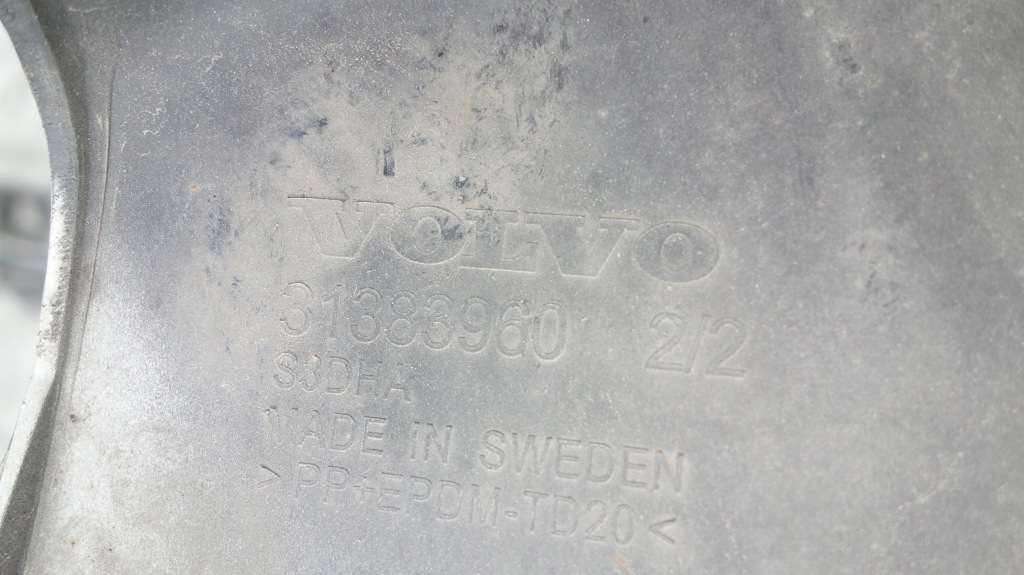 VOLVO
31383960 2/2
S3DHA
MADE IN SWEDEN
>PP+EPDM-TD20<